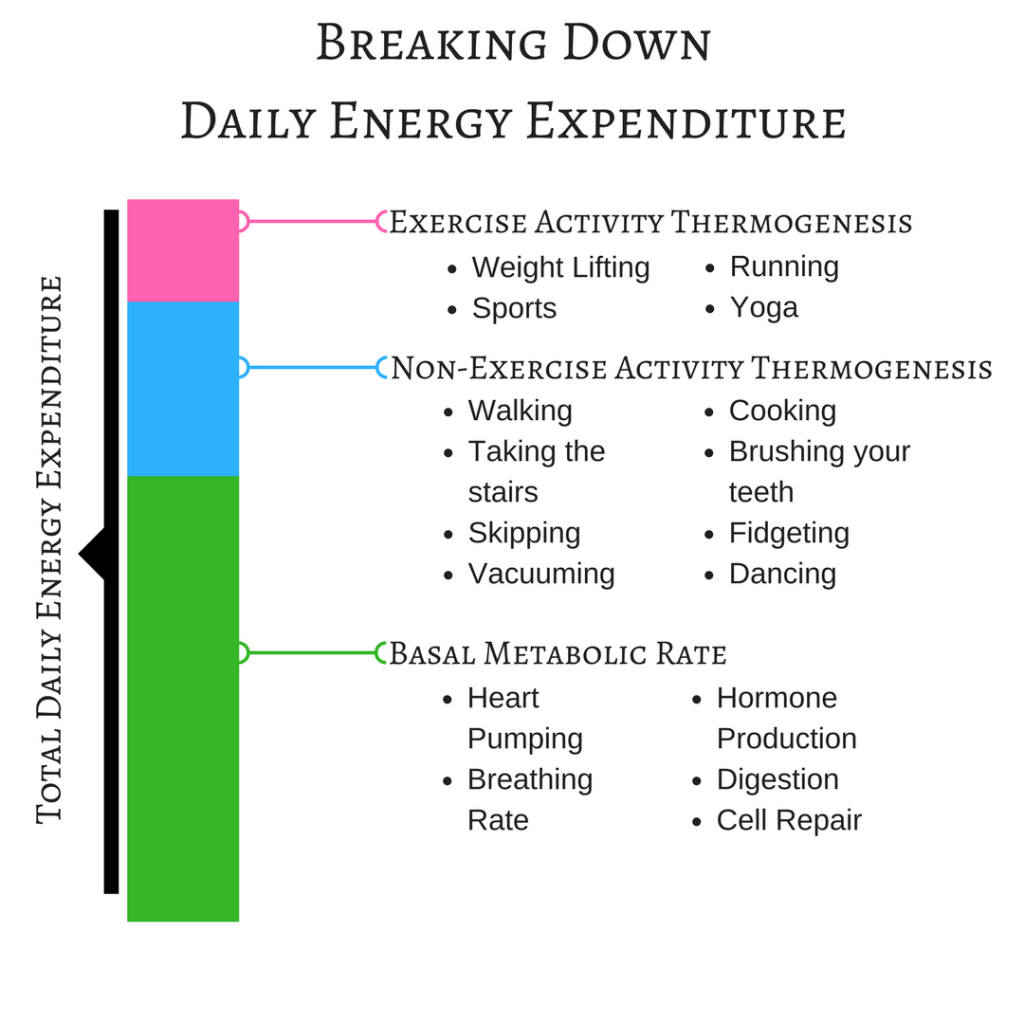 Breaking Down
Daily Energy Expenditure
Total Daily Energy Expenditure
Exercise Activity Thermogenesis
• Weight Lifting
• Sports
• Running
• Yoga
Non-Exercise Activity Thermogenesis
• Walking
• Taking the
stairs
• Skipping
• Vacuuming
• Cooking
• Brushing your
teeth
• Fidgeting
• Dancing
Basal Metabolic Rate
• Heart
Pumping
• Breathing
Rate
• Hormone
Production
• Digestion
• Cell Repair